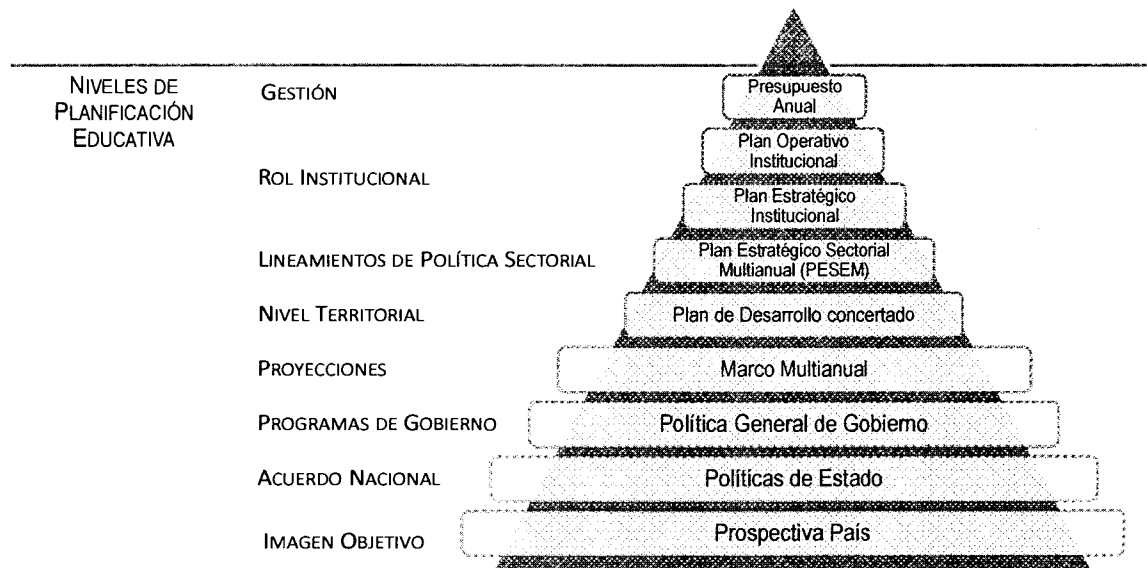 NIVELES DE
PLANIFICACIÓN
EDUCATIVA
GESTIÓN
Presupuesto
Anual
ROL INSTITUCIONAL
Plan Operativo
Institucional
Plan Estratégico
Institucional
LINEAMIENTOS DE POLÍTICA SECTORIAL
Plan Estratégico Sectorial
Multianual (PESEM)
NIVEL TERRITORIAL
Plan de Desarrollo concertado
PROYECCIONES
Marco Multianual
PROGRAMAS DE GOBIERNO
Política General de Gobierno
ACUERDO NACIONAL
Políticas de Estado
IMAGEN OBJETIVO
Prospectiva País